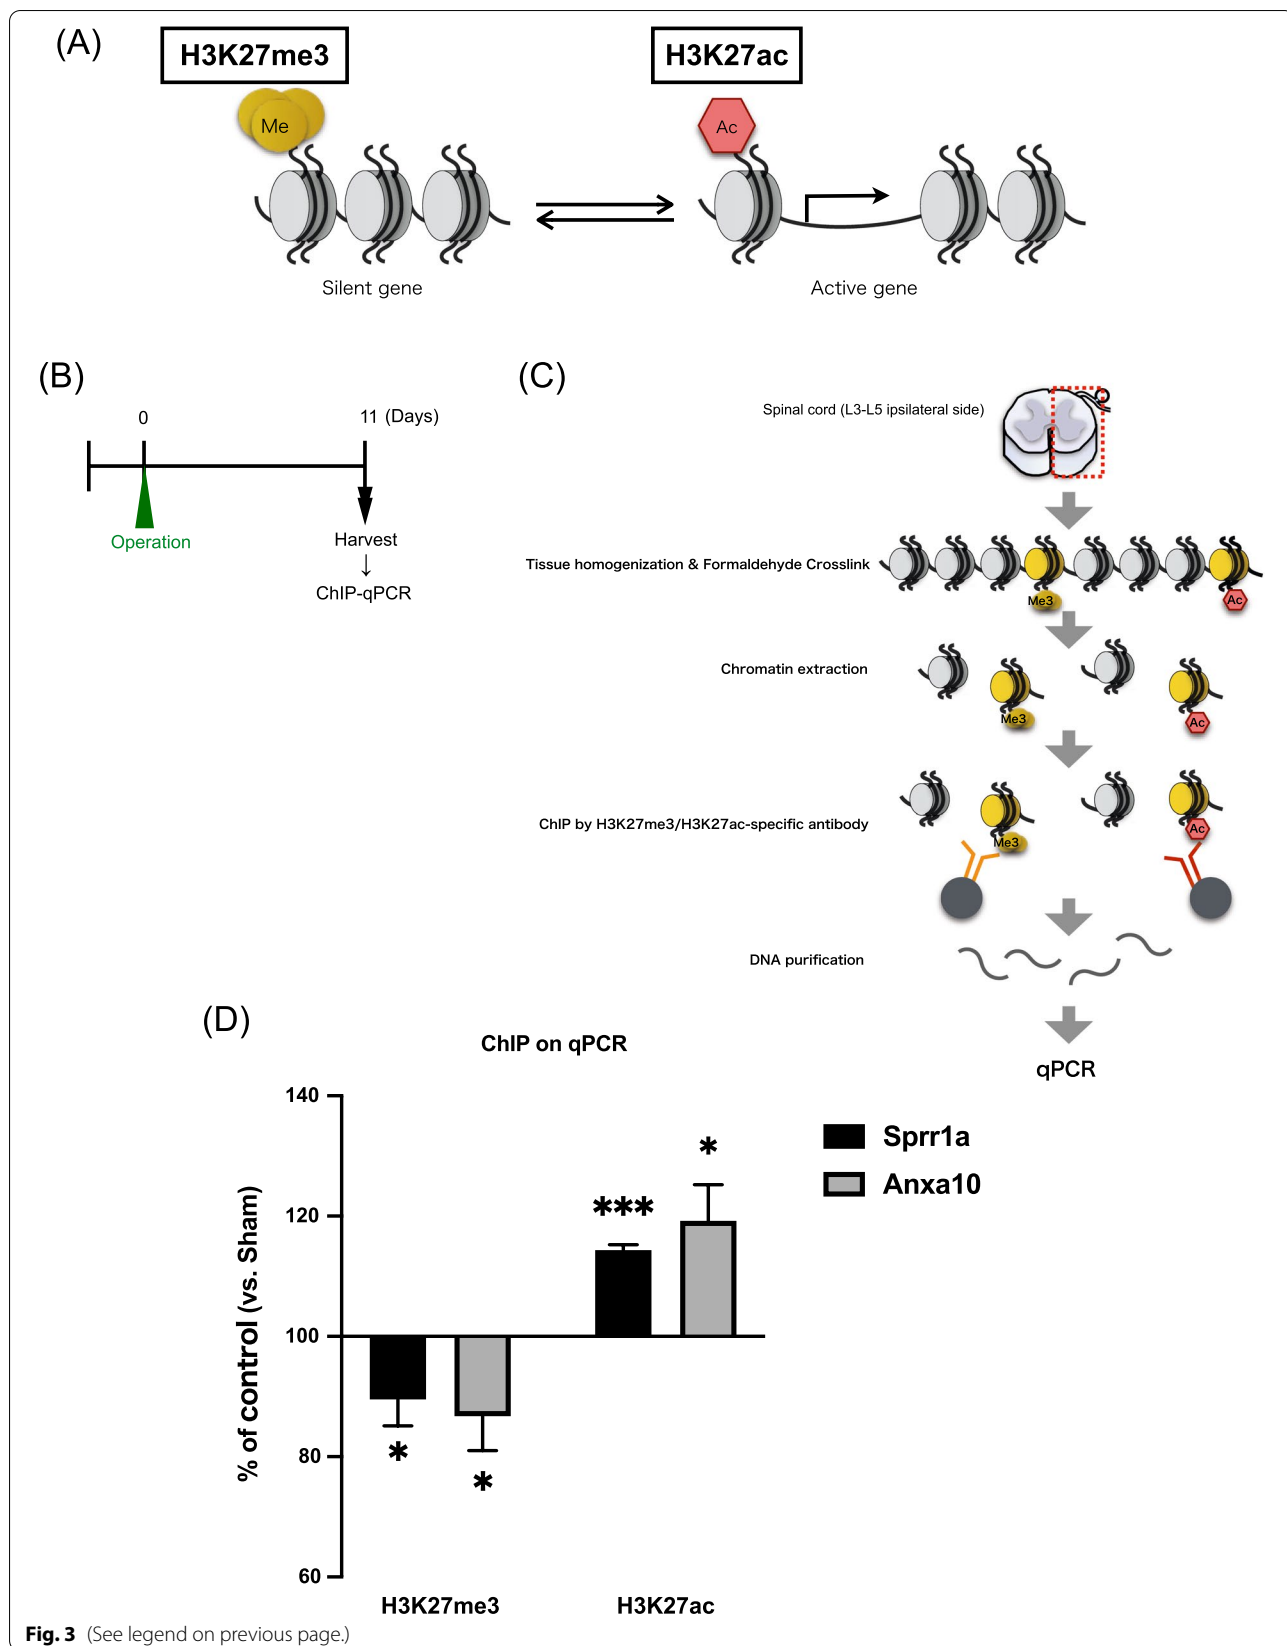 (A)
H3K27me3
H3K27ac
Me
Ac
Silent gene
Active gene
(B)
0
11 (Days)
Operation
Harvest
↓
ChIP-qPCR
(C)
Spinal cord (L3-L5 ipsilateral side)
Tissue homogenization & Formaldehyde Crosslink
Me3
Ac
Chromatin extraction
Me3
Ac
ChIP by H3K27me3/H3K27ac-specific antibody
Me3
Ac
DNA purification
qPCR
(D)
ChIP on qPCR
% of control (vs. Sham)
140
120
100
80
60
*
*
***
*
H3K27me3
H3K27ac
Sprr1a
Anxa10
Fig. 3 (See legend on previous page.)